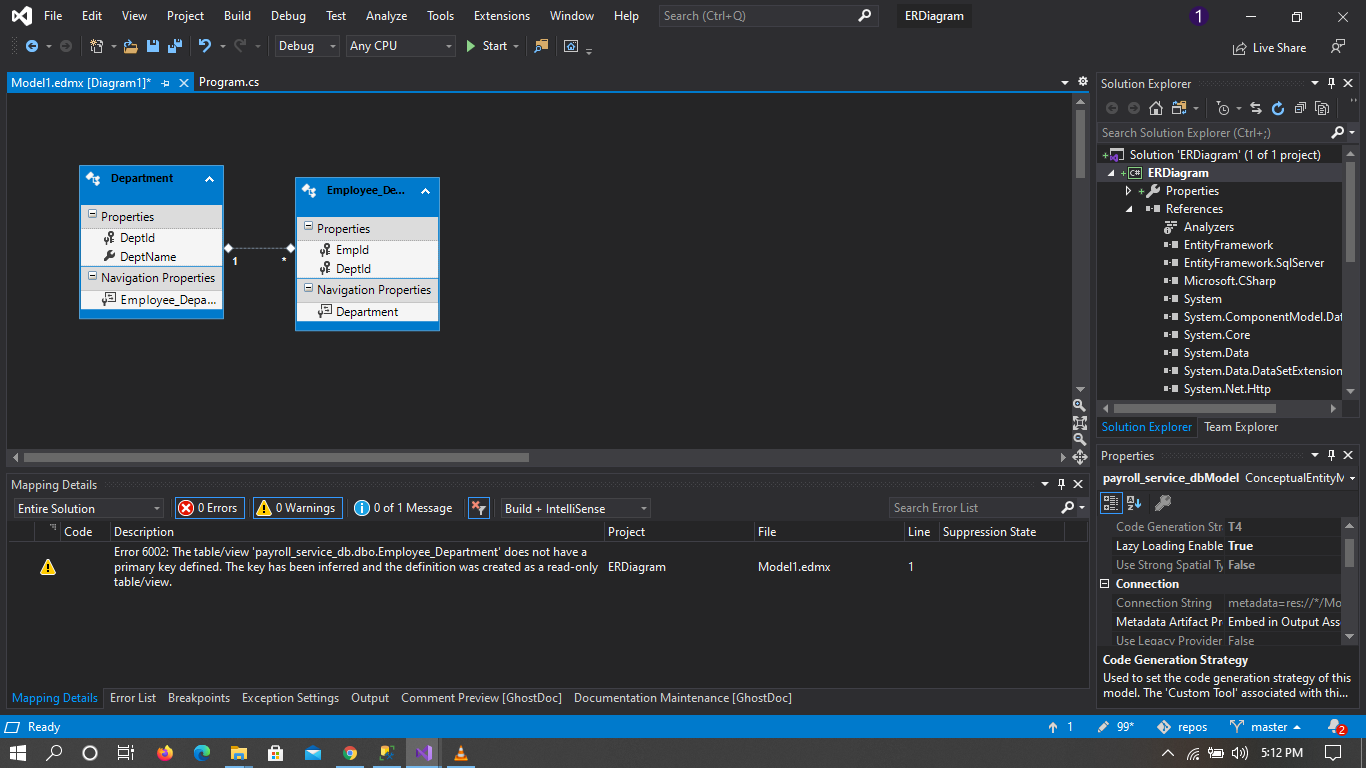 File Edit View Project Build Debug Test Analyze Tools Extensions Window Help Search (Ctrl+Q) ERDiagram 1
Debug Any CPU Start Live Share
Model1.edmx [Diagram1]* Program.cs
Department
Properties
DeptId
DeptName
Navigation Properties
Employee_Depa...
1 *
Employee_De...
Properties
EmpId
DeptId
Navigation Properties
Department
Solution Explorer
Search Solution Explorer (Ctrl+;)
Solution 'ERDiagram' (1 of 1 project)
ERDiagram
Properties
References
Analyzers
EntityFramework
EntityFramework.SqlServer
Microsoft.CSharp
System
System.ComponentModel.Dat
System.Core
System.Data
System.Data.DataSetExtension
System.Net.Http
Solution Explorer Team Explorer
Mapping Details
Entire Solution 0 Errors 0 Warnings 0 of 1 Message Build + IntelliSense Search Error List
Code Description Project File Line Suppression State
Error 6002: The table/view 'payroll_service_db.dbo.Employee_Department' does not have a
primary key defined. The key has been inferred and the definition was created as a read-only ERDiagram Model1.edmx 1
table/view.
Mapping Details Error List Breakpoints Exception Settings Output Comment Preview [GhostDoc] Documentation Maintenance [GhostDoc]
Properties
payroll_service_dbModel ConceptualEntityM
Code Generation Str T4
Lazy Loading Enable True
Use Strong Spatial Ty False
Connection
Connection String metadata=res://*/Mo
Metadata Artifact Pr Embed in Output Ass
Use Legacy Provider False
Code Generation Strategy
Used to set the code generation strategy of this
model. The 'Custom Tool' associated with thi...
Ready 1 99* repos master 2
5:12 PM